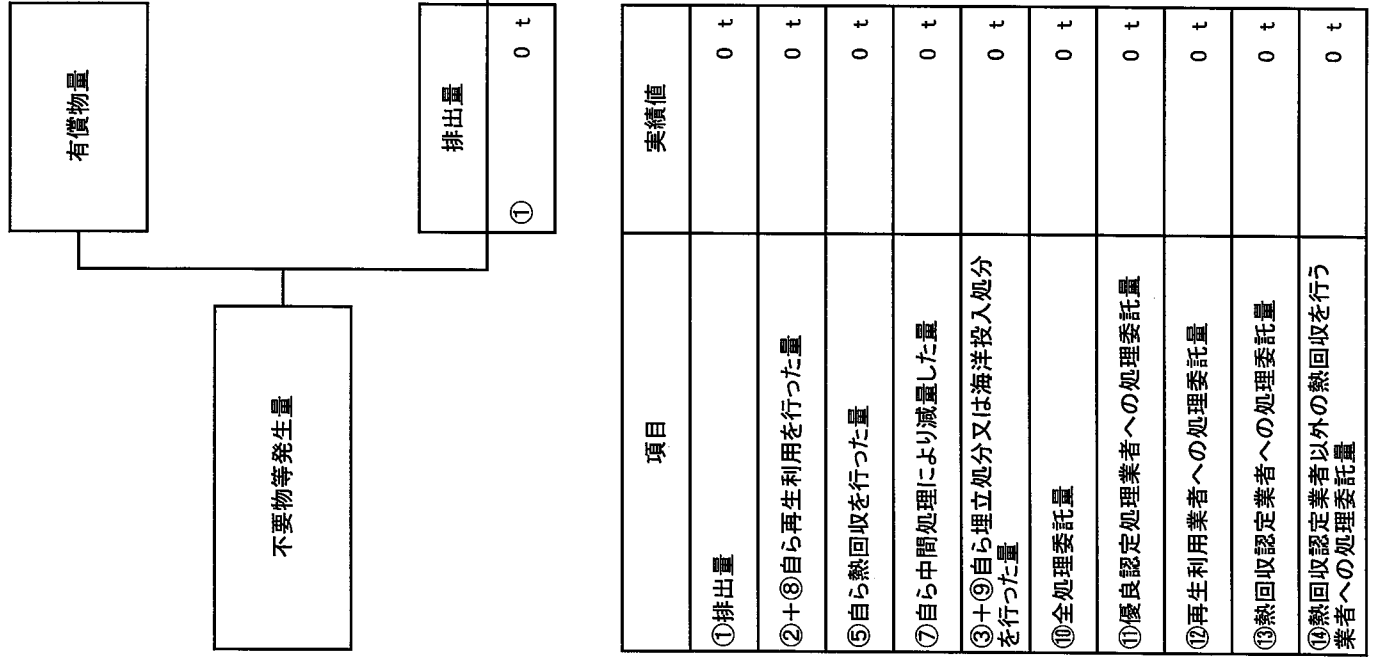 有償物量
不要物等発生量
排出量
① 0 t
項目 実績値
①排出量 0 t
②+⑧自ら再生利用を行った量 0 t
⑤自ら熱回収を行った量 0 t
⑦自ら中間処理により減量した量 0 t
③+⑨自ら埋立処分又は海洋投入処分
を行った量 0 t
⑩全処理委託量 0 t
⑪優良認定処理業者への処理委託量 0 t
⑫再生利用業者への処理委託量 0 t
⑬熱回収認定業者への処理委託量 0 t
⑭熱回収認定業者以外の熱回収を行う
業者への処理委託量 0 t